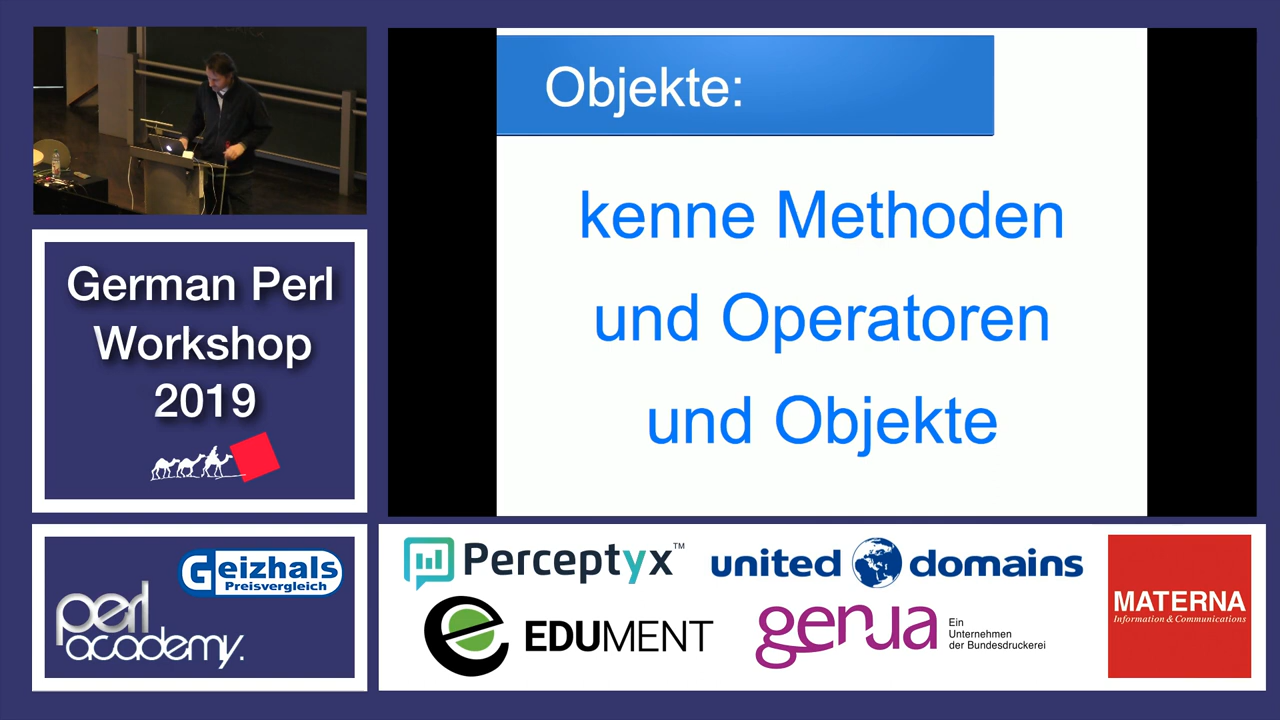 Objekte:
kenne Methoden
und Operatoren
und Objekte
German Perl
Workshop
2019
Geizhals
Preisvergleich
perl
academy.
Perceptyx™
united domains
EDUMENT
genua
Ein
Unternehmen
der Bundesdruckerei
MATERNA
Information & Communications